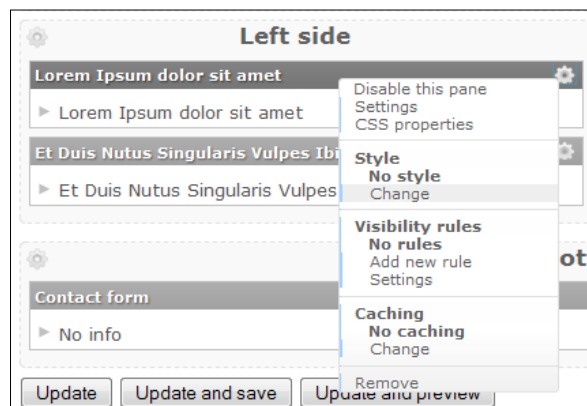 Left side
Lorem Ipsum dolor sit amet
Lorem Ipsum dolor sit amet
Et Duis Nutus Singularis Vulpes
Et Duis Nutus Singularis Vulpes
Disable this pane
Settings
CSS properties
Style
No style
Change
Visibility rules
No rules
Add new rule
Settings
Caching
No caching
Change
Remove
Contact form
No info
Update
Update and save
Update and preview